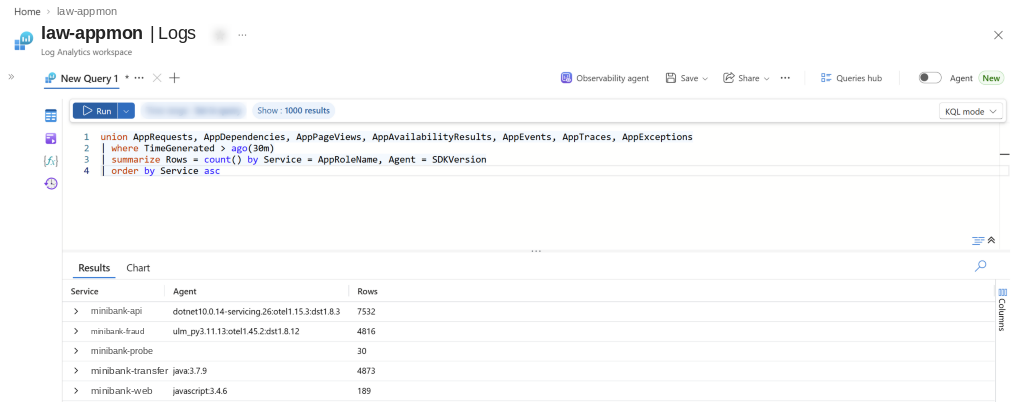 Home > law-appmon
law-appmon | Logs ...
Log Analytics workspace
New Query 1 * ...
Observability agent
Save
Share
...
Queries hub
Agent
New
Run
Show : 1000 results
KQL mode
1 union AppRequests, AppDependencies, AppPageViews, AppAvailabilityResults, AppEvents, AppTraces, AppExceptions
2 | where TimeGenerated > ago(30m)
3 | summarize Rows = count() by Service = AppRoleName, Agent = SDKVersion
4 | order by Service asc
Results Chart
Service Agent Rows
minibank-api dotnet10.0.14-servicing.26:otel1.15.3:dst1.8.3 7532
minibank-fraud ulm_py3.11.13:otel1.45.2:dst1.8.12 4816
minibank-probe 30
minibank-transfer java:3.7.9 4873
minibank-web javascript:3.4.6 189
Columns